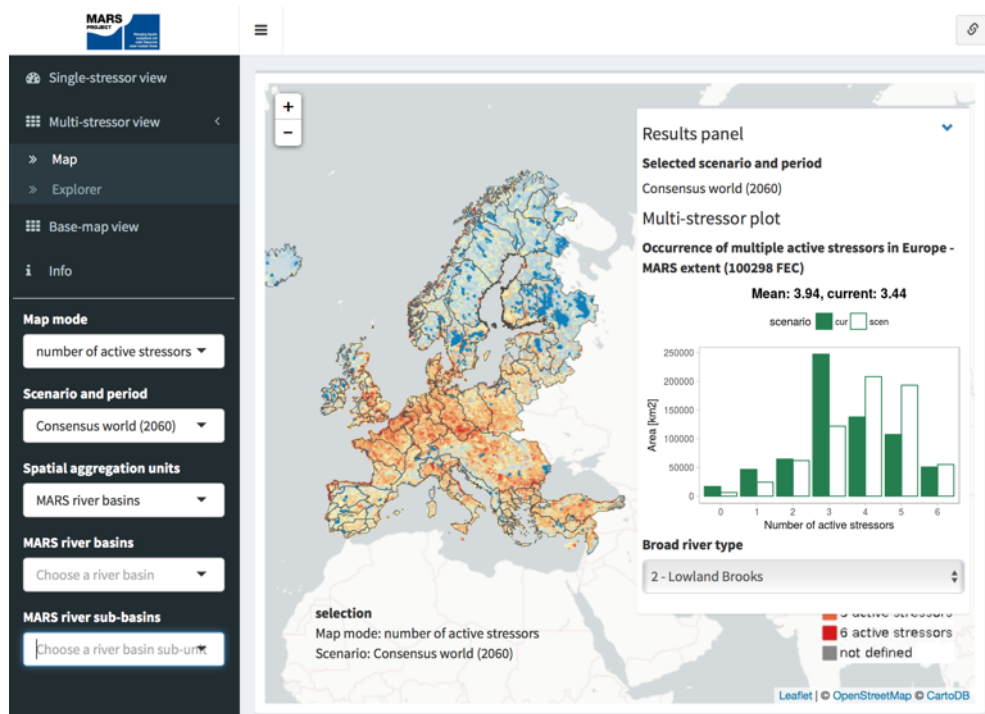 MARS
PROJECT
Single-stressor view
Multi-stressor view
Map
Explorer
Base-map view
Info
Map mode
number of active stressors
Scenario and period
Consensus world (2060)
Spatial aggregation units
MARS river basins
MARS river basins
Choose a river basin
MARS river sub-basins
Choose a river basin sub-unit
+
−
selection
Map mode: number of active stressors
Scenario: Consensus world (2060)
Results panel
Selected scenario and period
Consensus world (2060)
Multi-stressor plot
Occurrence of multiple active stressors in Europe -
MARS extent (100298 FEC)
Mean: 3.94, current: 3.44
scenario cur scen
Area [km2]
250000
200000
150000
100000
50000
0
0 1 2 3 4 5 6
Number of active stressors
Broad river type
2 - Lowland Brooks
5 active stressors
6 active stressors
not defined
Leaflet | © OpenStreetMap © CartoDB